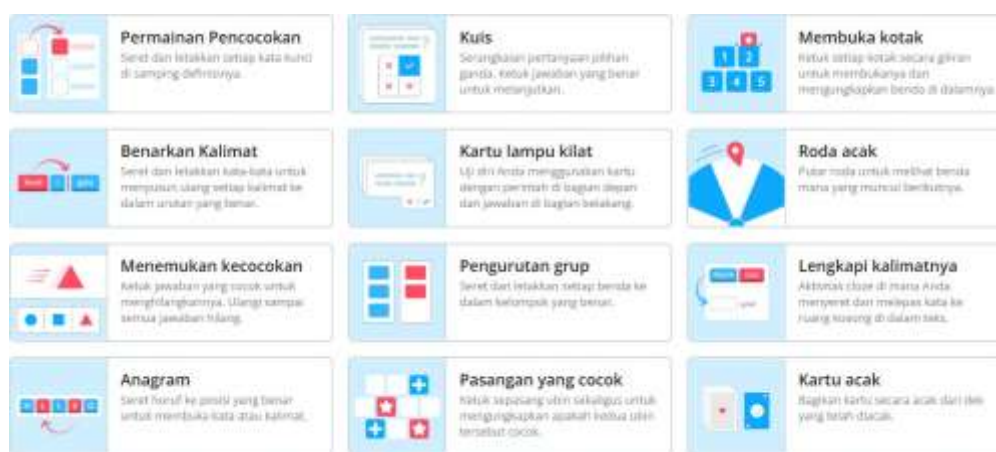 Permainan Pencocokan
Seret dan letakkan setiap kata kunci
di samping definisinya.
Kuis
Serangkaian pertanyaan pilihan
ganda. Ketuk jawaban yang benar
untuk melanjutkan.
Membuka kotak
Ketuk setiap kotak secara giliran
untuk membukanya dan
mengungkapkan benda di dalamnya
1 2
3 4 5
Benarkan Kalimat
Seret dan letakkan kata-kata untuk
menyusun ulang setiap kalimat ke
dalam urutan yang benar.
Kartu lampu kilat
Uji diri Anda menggunakan kartu
dengan perintah di bagian depan
dan jawaban di bagian belakang.
Roda acak
Putar roda untuk melihat benda
mana yang muncul berikutnya.
Menemukan kecocokan
Ketuk jawaban yang cocok untuk
menghilangkannya. Ulangi sampai
semua jawaban hilang.
Pengurutan grup
Seret dan letakkan setiap benda ke
dalam kelompok yang benar.
Lengkapi kalimatnya
Aktivitas cloze di mana Anda
menyeret dan melepas kata ke
ruang kosong di dalam teks.
Anagram
Seret huruf ke posisi yang benar
untuk membuka kata atau kalimat.
Pasangan yang cocok
Ketuk sepasang ubin sekaligus untuk
mengungkapkan apakah kedua ubin
tersebut cocok.
Kartu acak
Bagikan kartu secara acak dari dek
yang telah diacak.